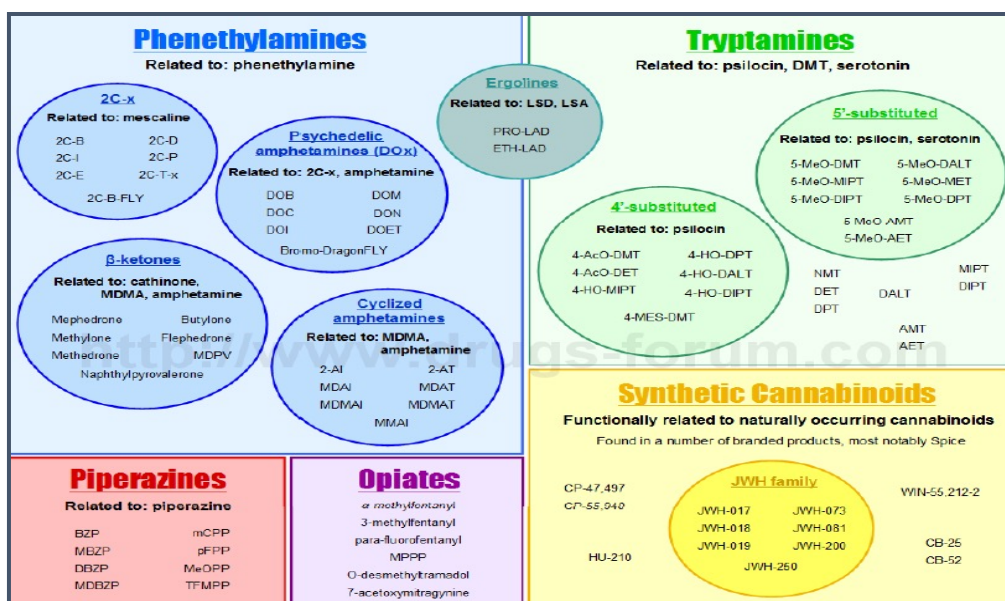 Phenethylamines
Related to: phenethylamine
2C-x
Related to: mescaline
2C-B 2C-D
2C-I 2C-P
2C-E 2C-T-x
2C-B-FLY
Psychedelic
amphetamines (DOx)
Related to: 2C-x, amphetamine
DOB DOM
DOC DON
DOI DOET
Bromo-DragonFLY
β-ketones
Related to: cathinone,
MDMA, amphetamine
Mephedrone Butylone
Methylone Flephedrone
Methedrone MDPV
Naphthylpyrovalerone
Cyclized
amphetamines
Related to: MDMA,
amphetamine
2-AI 2-AT
MDAI MDAT
MDMAI MDMAT
MMAI
Ergolines
Related to: LSD, LSA
PRO-LAD
ETH-LAD
Tryptamines
Related to: psilocin, DMT, serotonin
5'-substituted
Related to: psilocin, serotonin
5-MeO-DMT 5-MeO-DALT
5-MeO-MIPT 5-MeO-MET
5-MeO-DIPT 5-MeO-DPT
5-MeO-AMT
5-MeO-AET
4'-substituted
Related to: psilocin
4-AcO-DMT 4-HO-DPT
4-AcO-DET 4-HO-DALT
4-HO-MIPT 4-HO-DIPT
4-MES-DMT
NMT MIPT
DET DALT DIPT
DPT
AMT
AET
http://www.drugs-forum.com
Piperazines
Related to: piperazine
BZP mCPP
MBZP pFPP
DBZP MeOPP
MDBZP TFMPP
Opiates
α-methylfentanyl
3-methylfentanyl
para-fluorofentanyl
MPPP
O-desmethyltramadol
7-acetoxymitragynine
Synthetic Cannabinoids
Functionally related to naturally occurring cannabinoids
Found in a number of branded products, most notably Spice
CP-47,497
CP-55,940
HU-210
JWH family
JWH-017 JWH-073
JWH-018 JWH-081
JWH-019 JWH-200
JWH-250
WIN-55,212-2
CB-25
CB-52